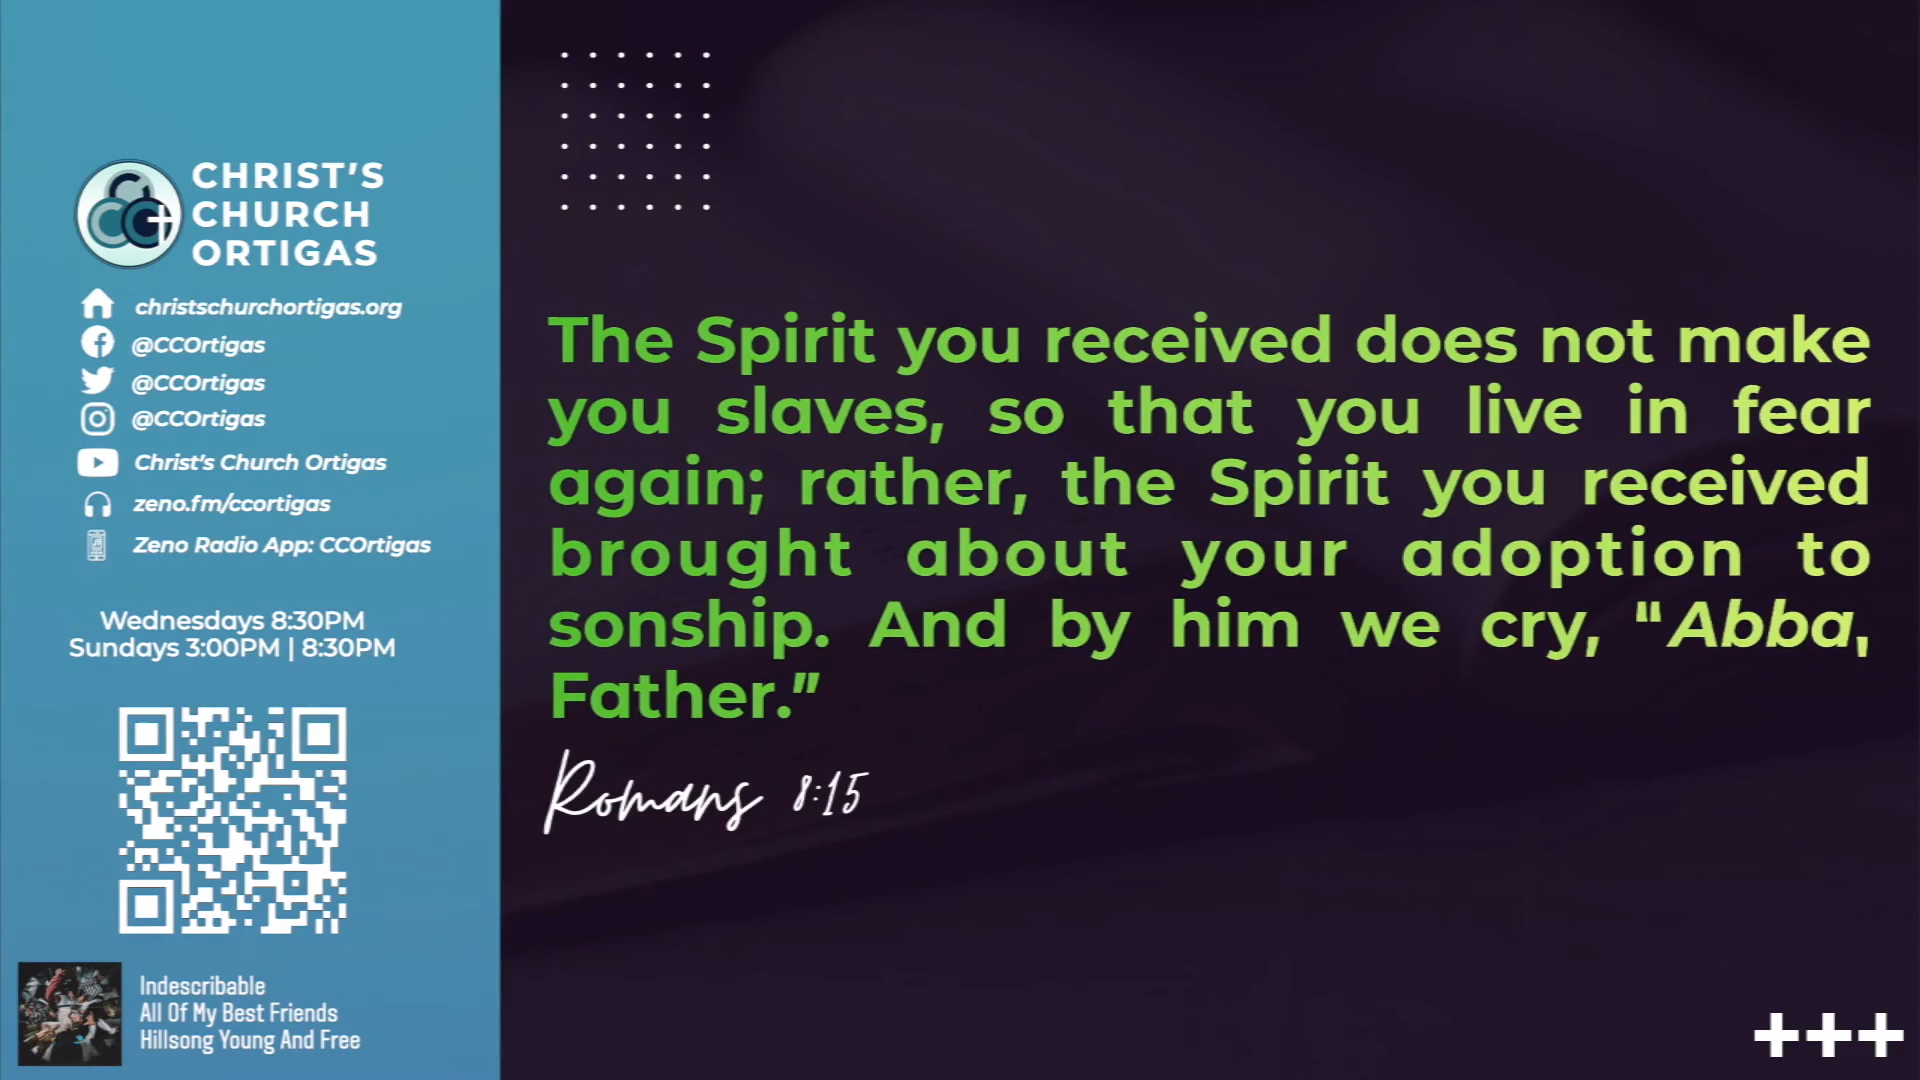 CHRIST'S
CHURCH
ORTIGAS
christschurchortigas.org
@CCOrtigas
@CCOrtigas
@CCOrtigas
Christ's Church Ortigas
zeno.fm/ccortigas
Zeno Radio App: CCOrtigas
Wednesdays 8:30PM
Sundays 3:00PM | 8:30PM
Indescribable
All Of My Best Friends
Hillsong Young And Free
The Spirit you received does not make
you slaves, so that you live in fear
again; rather, the Spirit you received
brought about your adoption to
sonship. And by him we cry, “Abba,
Father.”
Romans 8:15